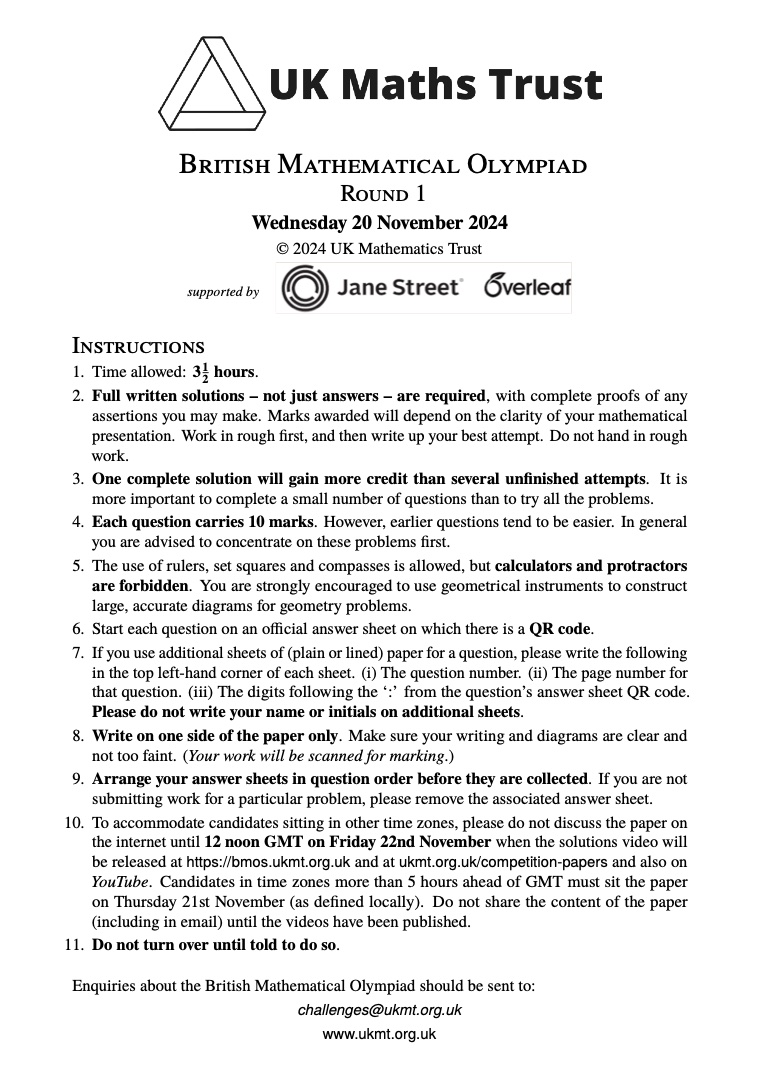 UK Maths Trust
British Mathematical Olympiad
Round 1
Wednesday 20 November 2024
© 2024 UK Mathematics Trust
supported by Jane Street Overleaf
Instructions
1. Time allowed: 3½ hours.
2. Full written solutions – not just answers – are required, with complete proofs of any
assertions you may make. Marks awarded will depend on the clarity of your mathematical
presentation. Work in rough first, and then write up your best attempt. Do not hand in rough
work.
3. One complete solution will gain more credit than several unfinished attempts. It is
more important to complete a small number of questions than to try all the problems.
4. Each question carries 10 marks. However, earlier questions tend to be easier. In general
you are advised to concentrate on these problems first.
5. The use of rulers, set squares and compasses is allowed, but calculators and protractors
are forbidden. You are strongly encouraged to use geometrical instruments to construct
large, accurate diagrams for geometry problems.
6. Start each question on an official answer sheet on which there is a QR code.
7. If you use additional sheets of (plain or lined) paper for a question, please write the following
in the top left-hand corner of each sheet. (i) The question number. (ii) The page number for
that question. (iii) The digits following the ‘:’ from the question’s answer sheet QR code.
Please do not write your name or initials on additional sheets.
8. Write on one side of the paper only. Make sure your writing and diagrams are clear and
not too faint. (Your work will be scanned for marking.)
9. Arrange your answer sheets in question order before they are collected. If you are not
submitting work for a particular problem, please remove the associated answer sheet.
10. To accommodate candidates sitting in other time zones, please do not discuss the paper on
the internet until 12 noon GMT on Friday 22nd November when the solutions video will
be released at https://bmos.ukmt.org.uk and at ukmt.org.uk/competition-papers and also on
YouTube. Candidates in time zones more than 5 hours ahead of GMT must sit the paper
on Thursday 21st November (as defined locally). Do not share the content of the paper
(including in email) until the videos have been published.
11. Do not turn over until told to do so.
Enquiries about the British Mathematical Olympiad should be sent to:
challenges@ukmt.org.uk
www.ukmt.org.uk